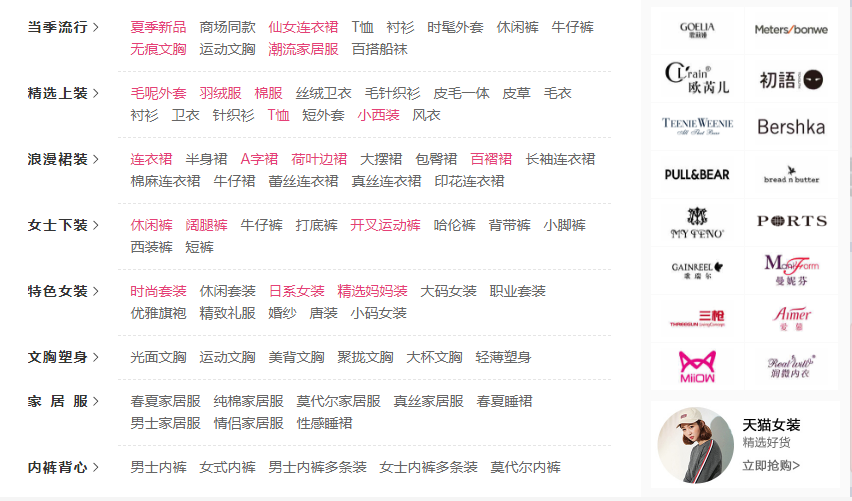 当季流行 >
夏季新品 商场同款 仙女连衣裙 T恤 衬衫 时髦外套 休闲裤 牛仔裤
无痕文胸 运动文胸 潮流家居服 百搭船袜
精选上装 >
毛呢外套 羽绒服 棉服 丝绒卫衣 毛针织衫 皮毛一体 皮草 毛衣
衬衫 卫衣 针织衫 T恤 短外套 小西装 风衣
浪漫裙装 >
连衣裙 半身裙 A字裙 荷叶边裙 大摆裙 包臀裙 百褶裙 长袖连衣裙
棉麻连衣裙 牛仔裙 蕾丝连衣裙 真丝连衣裙 印花连衣裙
女士下装 >
休闲裤 阔腿裤 牛仔裤 打底裤 开叉运动裤 哈伦裤 背带裤 小脚裤
西装裤 短裤
特色女装 >
时尚套装 休闲套装 日系女装 精选妈妈装 大码女装 职业套装
优雅旗袍 精致礼服 婚纱 唐装 小码女装
文胸塑身 >
光面文胸 运动文胸 美背文胸 聚拢文胸 大杯文胸 轻薄塑身
家 居 服 >
春夏家居服 纯棉家居服 莫代尔家居服 真丝家居服 春夏睡裙
男士家居服 情侣家居服 性感睡裙
内裤背心 >
男士内裤 女式内裤 男士内裤多条装 女士内裤多条装 莫代尔内裤
GOELIA
Meters/bonwe
CLrain®
欧芮儿
初語
TEENIE WEENIE
Bershka
PULL&BEAR
bread n butter
MY TENO
PORTS
GAINREEL
歌瑞尔
ManiForm
曼妮芬
三枪
THREEGUN
Aimer
爱慕
MiiOW
Real will
润微内衣
天猫女装
精选好货
立即抢购>